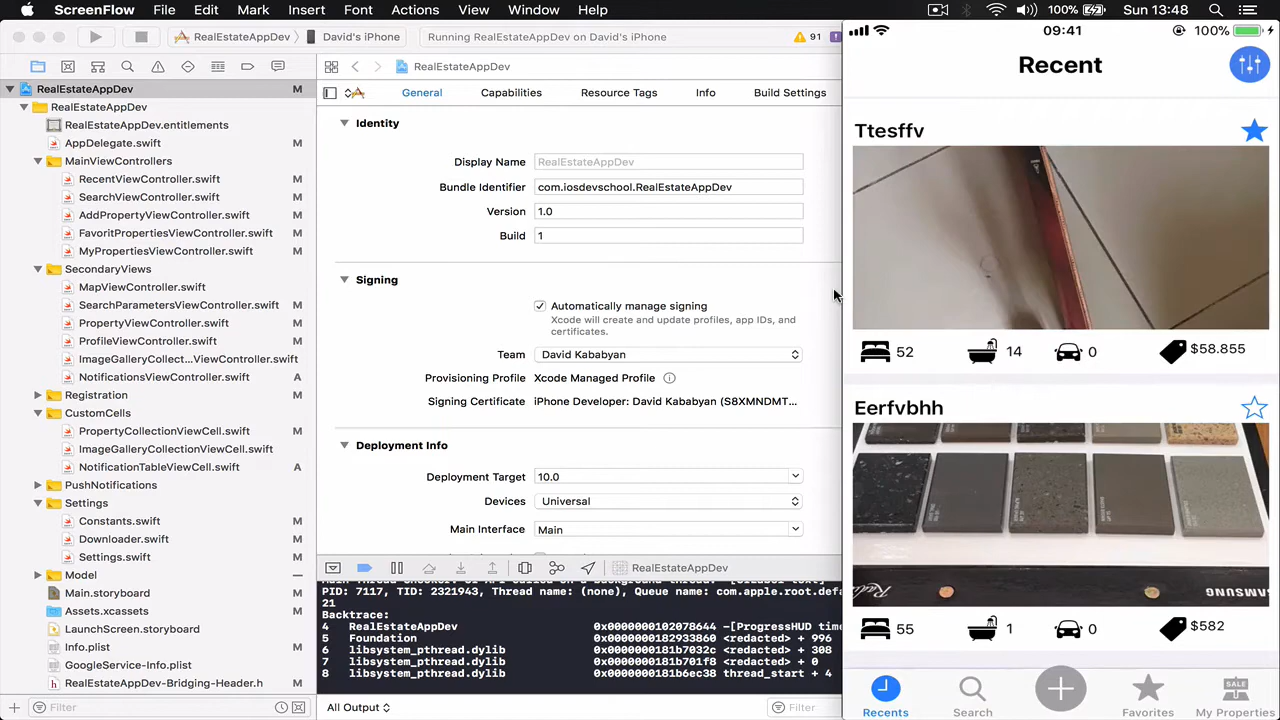 ScreenFlow File Edit Mark Insert Font Actions View Window Help 100% Sun 13:48
RealEstateAppDev David's iPhone Running RealEstateAppDev on David's iPhone 91
RealEstateAppDev M
RealEstateAppDev
RealEstateAppDev.entitlements
AppDelegate.swift M
MainViewControllers
RecentViewController.swift M
SearchViewController.swift M
AddPropertyViewController.swift M
FavoritPropertiesViewController.swift M
MyPropertiesViewController.swift M
SecondaryViews
MapViewController.swift M
SearchParametersViewController.swift M
PropertyViewController.swift M
ProfileViewController.swift M
ImageGalleryCollect...ViewController.swift M
NotificationsViewController.swift A
Registration
CustomCells
PropertyCollectionViewCell.swift M
ImageGalleryCollectionViewCell.swift M
NotificationTableViewCell.swift A
PushNotifications
Settings
Constants.swift M
Downloader.swift M
Settings.swift M
Model
Main.storyboard M
Assets.xcassets M
LaunchScreen.storyboard
Info.plist M
GoogleService-Info.plist
RealEstateAppDev-Bridging-Header.h M
Filter
RealEstateAppDev
General Capabilities Resource Tags Info Build Settings
Identity
Display Name RealEstateAppDev
Bundle Identifier com.iosdevschool.RealEstateAppDev
Version 1.0
Build 1
Signing
Automatically manage signing
Xcode will create and update profiles, app IDs, and
certificates.
Team David Kababyan
Provisioning Profile Xcode Managed Profile
Signing Certificate iPhone Developer: David Kababyan (S8XMNDMT...
Deployment Info
Deployment Target 10.0
Devices Universal
Main Interface Main
RealEstateAppDev
PID: 7117, TID: 2321943, Thread name: (none), Queue name: com.apple.root.defa
21
Backtrace:
4 RealEstateAppDev 0x0000000102078644 -[ProgressHUD time
5 Foundation 0x0000000182933860 <redacted> + 996
6 libsystem_pthread.dylib 0x0000000181b7032c <redacted> + 308
7 libsystem_pthread.dylib 0x0000000181b701f8 <redacted> + 0
8 libsystem_pthread.dylib 0x0000000181b6ec38 thread_start + 4
All Output Filter
09:41 100%
Recent
Ttesffv
52 14 0 $58.855
Eerfvbhh
SAMSUNG
55 1 0 $582
Recents Search Favorites SALE My Properties